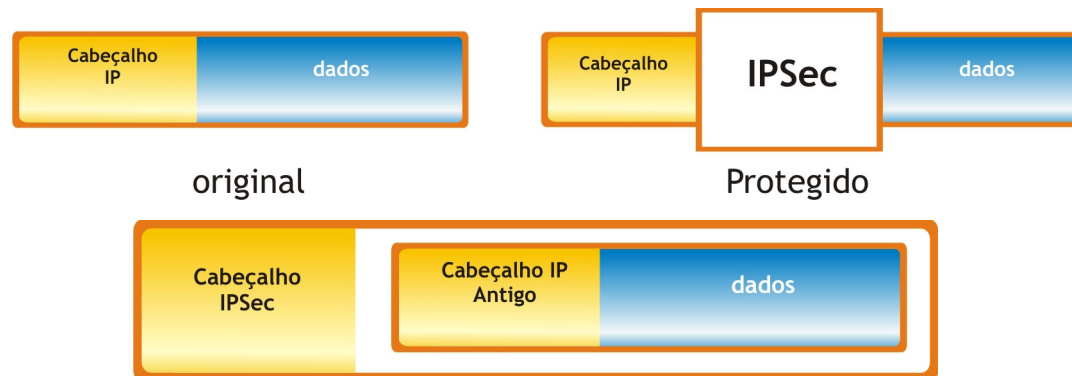 Cabeçalho
IP
dados
Cabeçalho
IP
IPSec
dados
original
Protegido
Cabeçalho
IPSec
Cabeçalho IP
Antigo
dados